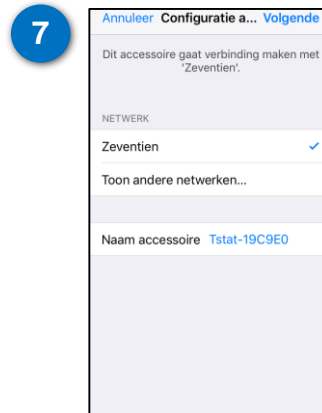 7
Annuleer Configuratie a... Volgende
Dit accessoire gaat verbinding maken met
'Zeventien'.
NETWERK
Zeventien
Toon andere netwerken...
Naam accessoire Tstat-19C9E0